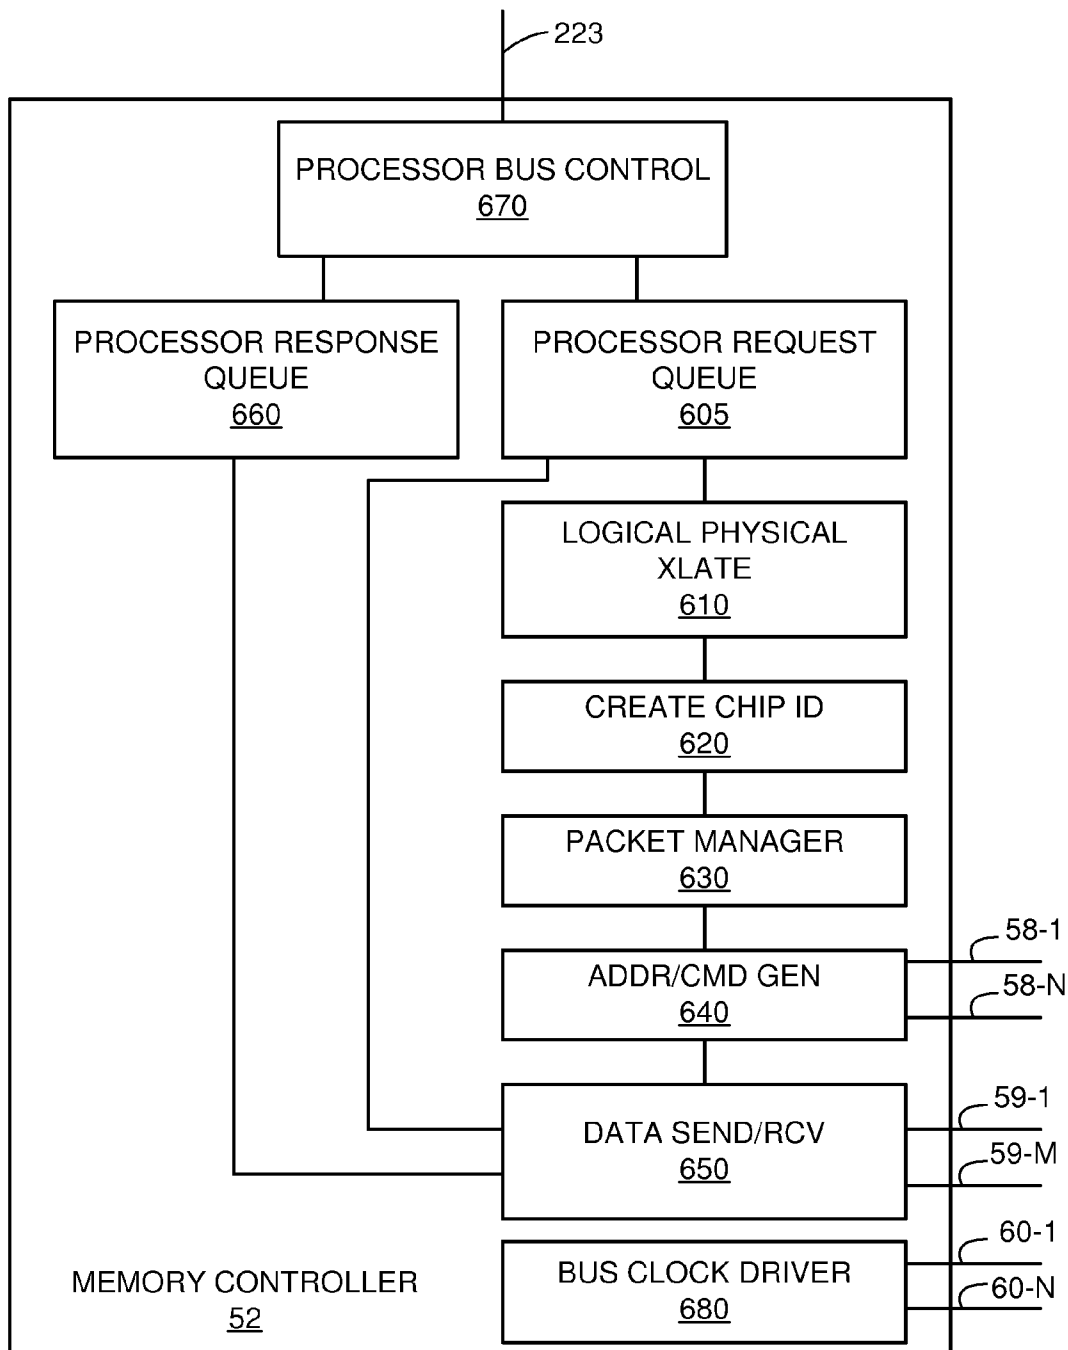 223
PROCESSOR BUS CONTROL
670
PROCESSOR RESPONSE
QUEUE
660
PROCESSOR REQUEST
QUEUE
605
LOGICAL PHYSICAL
XLATE
610
CREATE CHIP ID
620
PACKET MANAGER
630
ADDR/CMD GEN
640
58-1
58-N
DATA SEND/RCV
650
59-1
59-M
BUS CLOCK DRIVER
680
60-1
60-N
MEMORY CONTROLLER
52